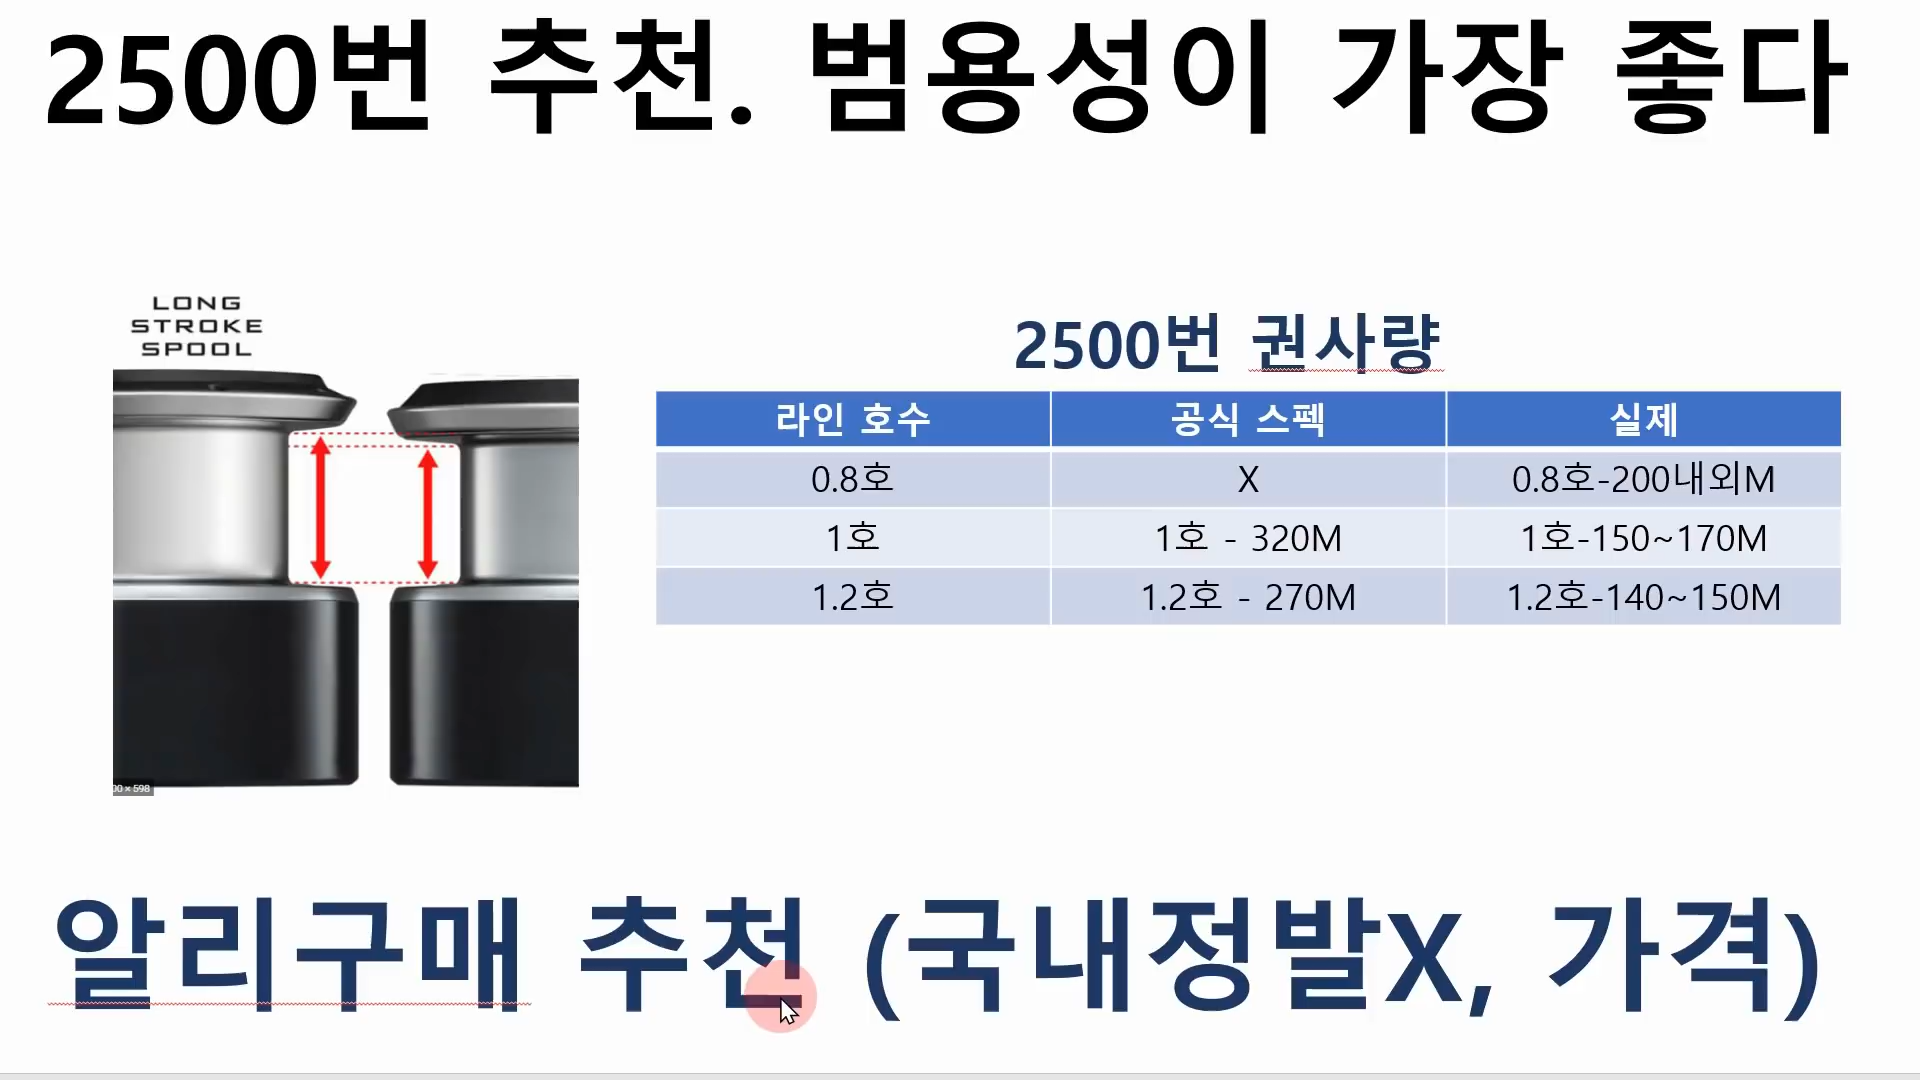 2500번 추천. 범용성이 가장 좋다
LONG
STROKE
SPOOL
2500번 권사량
라인 호수 공식 스펙 실제
0.8호 X 0.8호-200내외M
1호 1호 - 320M 1호-150~170M
1.2호 1.2호 - 270M 1.2호-140~150M
알리구매 추천 (국내정발X, 가격)